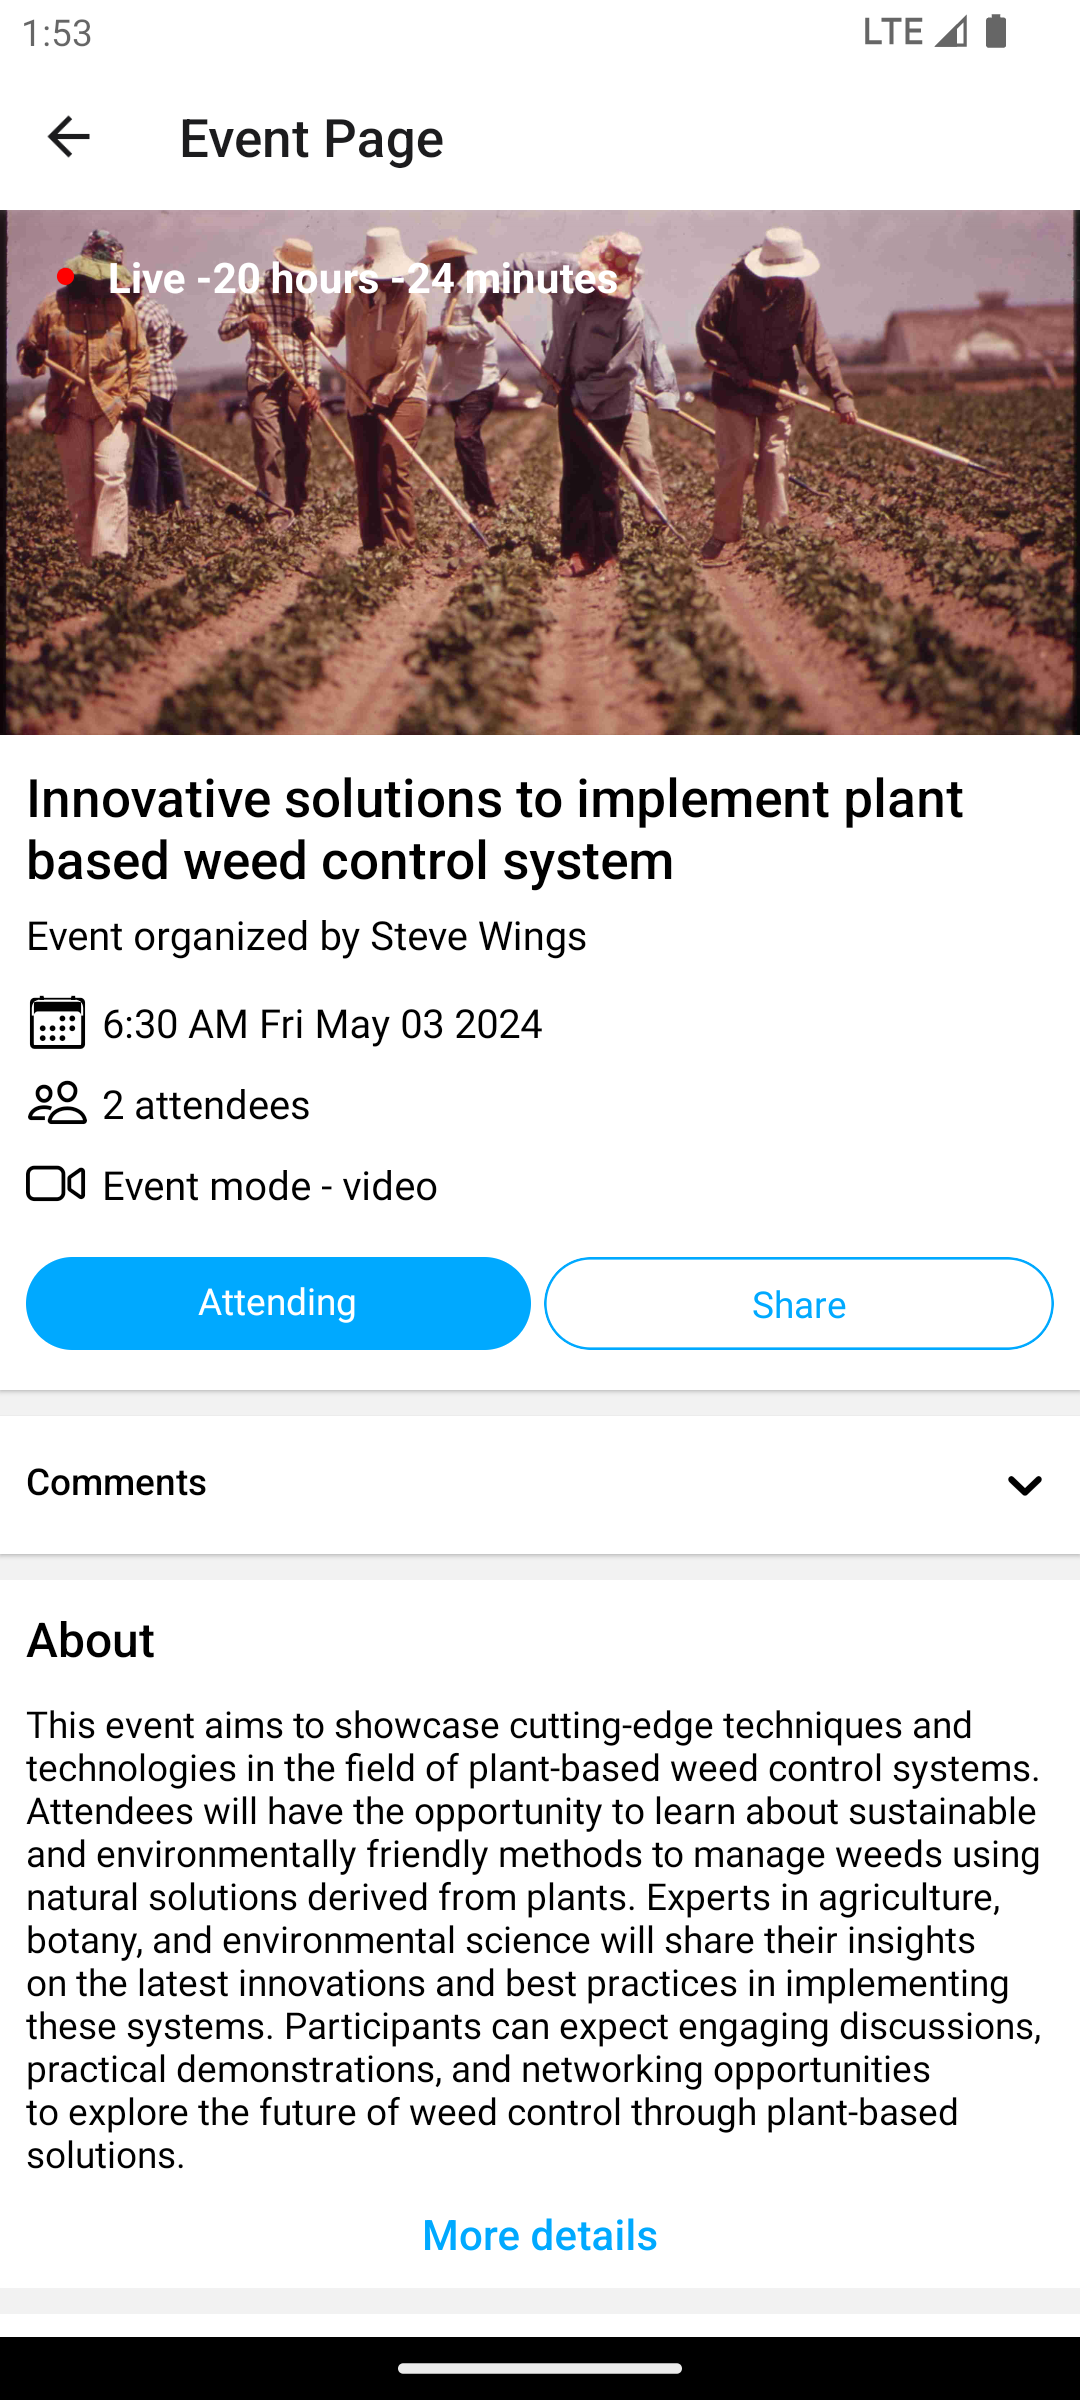 1:53 LTE
Event Page
Live -20 hours -24 minutes
Innovative solutions to implement plant
based weed control system
Event organized by Steve Wings
6:30 AM Fri May 03 2024
2 attendees
Event mode - video
Attending Share
Comments
About
This event aims to showcase cutting-edge techniques and
technologies in the field of plant-based weed control systems.
Attendees will have the opportunity to learn about sustainable
and environmentally friendly methods to manage weeds using
natural solutions derived from plants. Experts in agriculture,
botany, and environmental science will share their insights
on the latest innovations and best practices in implementing
these systems. Participants can expect engaging discussions,
practical demonstrations, and networking opportunities
to explore the future of weed control through plant-based
solutions.
More details